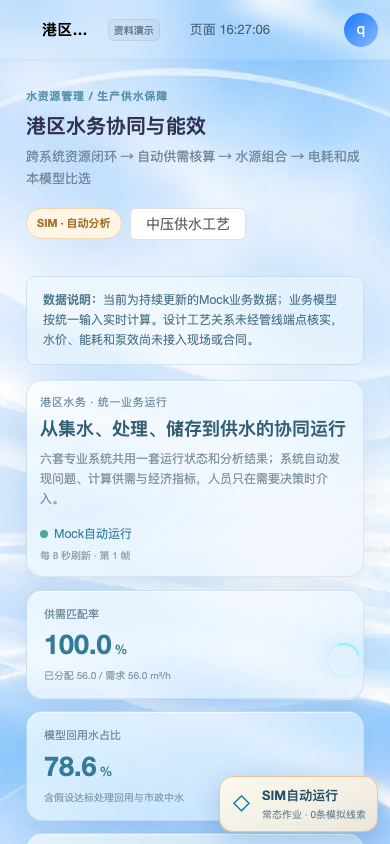 港区...
资料演示
页面 16:27:06
q
水资源管理 / 生产供水保障
港区水务协同与能效
跨系统资源闭环 → 自动供需核算 → 水源组合 → 电耗和成
本模型比选
SIM · 自动分析
中压供水工艺
数据说明：当前为持续更新的Mock业务数据；业务模型
按统一输入实时计算。设计工艺关系未经管线端点核实，
水价、能耗和泵效尚未接入现场或合同。
港区水务 · 统一业务运行
从集水、处理、储存到供水的协同运行
六套专业系统共用一套运行状态和分析结果；系统自动发
现问题、计算供需与经济指标，人员只在需要决策时介
入。
Mock自动运行
每 8 秒刷新 · 第 1 帧
供需匹配率
100.0 %
已分配 56.0 / 需求 56.0 m³/h
模型回用水占比
78.6 %
含假设达标处理回用与市政中水
SIM自动运行
常态作业 · 0条模拟线索